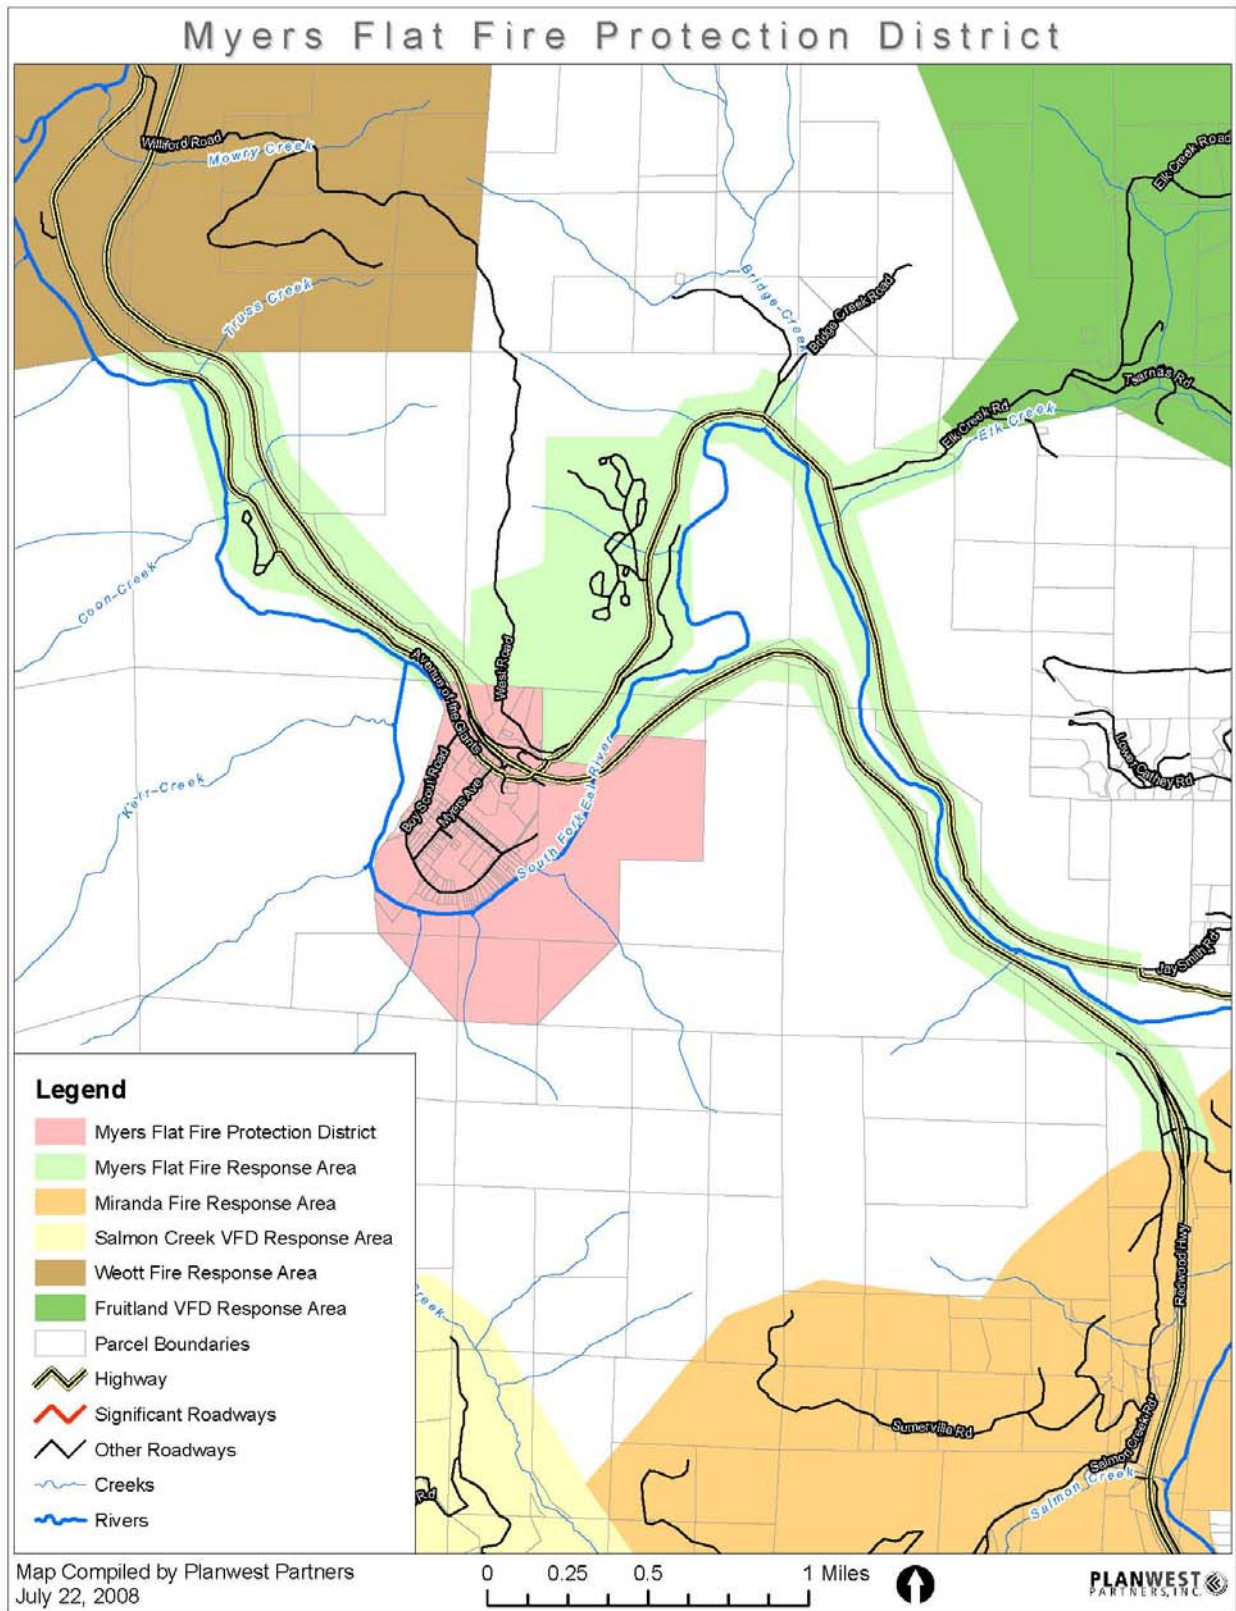 Myers Flat Fire Protection District
Williford Road
Mowry Creek
Elk Creek Road
Truss Creek
Bridge-Creek
Bridge Creek Road
Tsarnas Rd
Elk Creek Rd
Elk Creek
Coon-Creek
West Road
Avenue of the Giants
Boy Scout Road
Myers Ave
South Fork Eel River
Kerr-Creek
Lower Cathey Rd
Jay Smith Rd
Legend
Myers Flat Fire Protection District
Myers Flat Fire Response Area
Miranda Fire Response Area
Salmon Creek VFD Response Area
Weott Fire Response Area
Fruitland VFD Response Area
Parcel Boundaries
Highway
Significant Roadways
Other Roadways
Creeks
Rivers
Creek
Rd
Redwood Hwy
Sumerville Rd
Salmon Creek Rd
Salmon Creek
Map Compiled by Planwest Partners
July 22, 2008
0 0.25 0.5 1 Miles
PLANWEST
PARTNERS, INC.